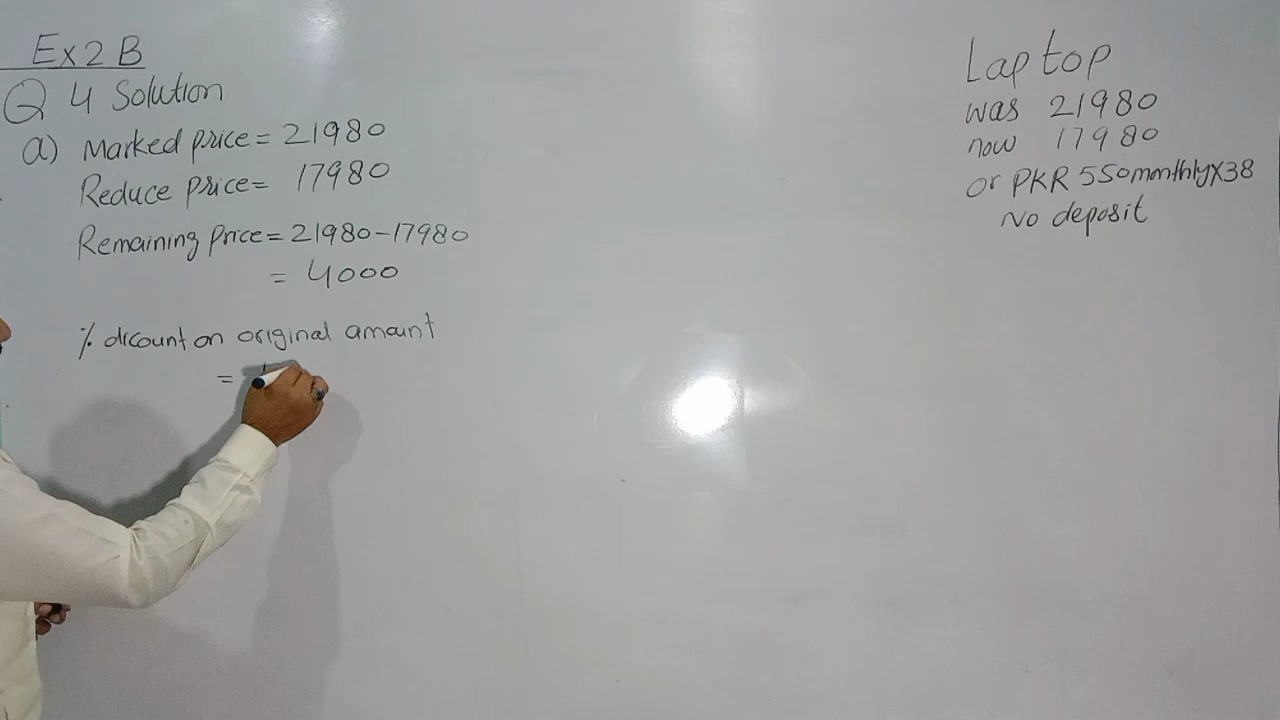 Ex 2 B
Q 4 Solution
a) Marked price = 21980
Reduce price = 17980
Remaining price = 21980-17980
= 4000
% discount on original amount
=
Laptop
was 21980
now 17980
or PKR 550 monthly x 38
No deposit